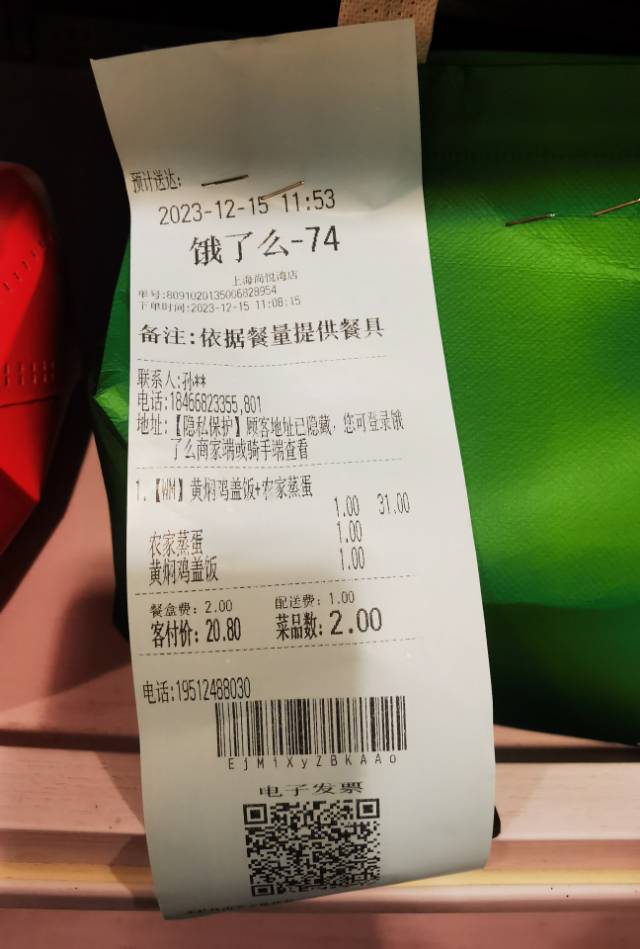 预计送达:
2023-12-15 11:53
饿了么-74
上海尚悦湾店
单号:8091020135006828954
下单时间:2023-12-15 11:08:15
备注:依据餐量提供餐具
联系人:孙**
电话:18466823355,801
地址:【隐私保护】顾客地址已隐藏,您可登录饿
了么商家端或骑手端查看
1.【WM】黄焖鸡盖饭+农家蒸蛋
1.00 31.00
农家蒸蛋 1.00
黄焖鸡盖饭 1.00
餐盒费: 2.00 配送费: 1.00
客付价: 20.80 菜品数: 2.00
电话:19512488030
EjMiXyZBKAAo
电子发票